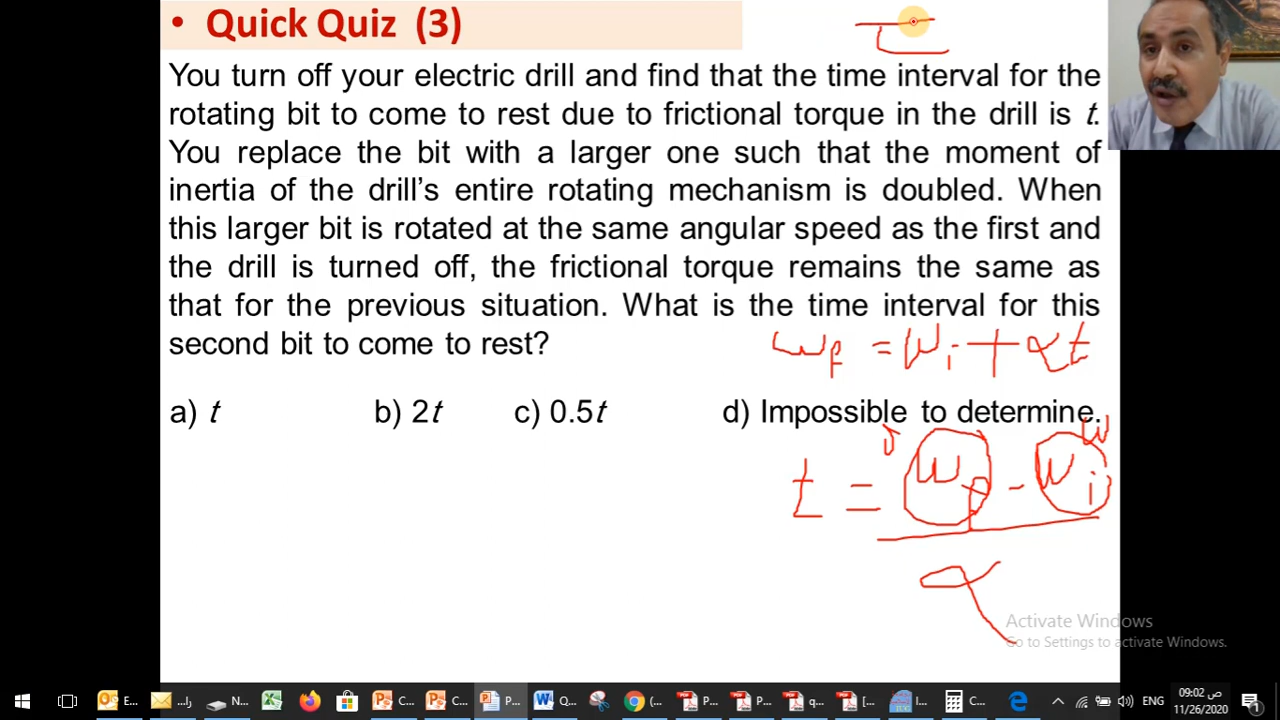 • Quick Quiz (3)
You turn off your electric drill and find that the time interval for the
rotating bit to come to rest due to frictional torque in the drill is t.
You replace the bit with a larger one such that the moment of
inertia of the drill's entire rotating mechanism is doubled. When
this larger bit is rotated at the same angular speed as the first and
the drill is turned off, the frictional torque remains the same as
that for the previous situation. What is the time interval for this
second bit to come to rest?
ωf = ωi + αt
a) t b) 2t c) 0.5t d) Impossible to determine.
t = ωf - ωi
α
Activate Windows
Go to Settings to activate Windows.
E... ...را N... C... C... P... Q... (... P... P... q... [... I... C... ENG
09:02 ص
11/26/2020